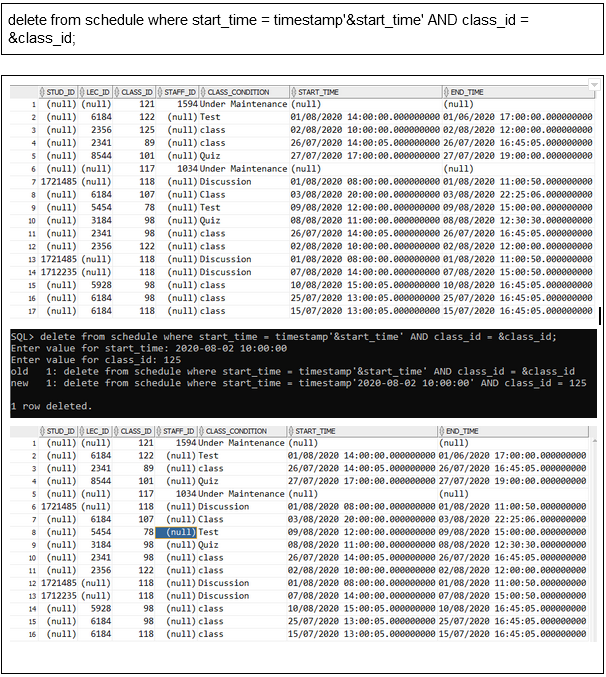 delete from schedule where start_time = timestamp'&start_time' AND class_id =
&class_id;
STUD_ID LEC_ID CLASS_ID STAFF_ID CLASS_CONDITION START_TIME END_TIME
1 (null) (null) 121 1594 Under Maintenance (null) (null)
2 (null) 6184 122 (null) Test 01/08/2020 14:00:00.000000000 01/06/2020 17:00:00.000000000
3 (null) 2356 125 (null) class 02/08/2020 10:00:00.000000000 02/08/2020 12:00:00.000000000
4 (null) 2341 89 (null) class 26/07/2020 14:00:05.000000000 26/07/2020 16:45:05.000000000
5 (null) 8544 101 (null) Quiz 27/07/2020 17:00:00.000000000 27/07/2020 19:00:00.000000000
6 (null) (null) 117 1034 Under Maintenance (null) (null)
7 1721485 (null) 118 (null) Discussion 01/08/2020 08:00:00.000000000 01/08/2020 11:00:50.000000000
8 (null) 6184 107 (null) Class 03/08/2020 20:00:00.000000000 03/08/2020 22:25:06.000000000
9 (null) 5454 78 (null) Test 09/08/2020 12:00:00.000000000 09/08/2020 15:00:00.000000000
10 (null) 3184 98 (null) Quiz 08/08/2020 11:00:00.000000000 08/08/2020 12:30:30.000000000
11 (null) 2341 98 (null) class 26/07/2020 14:00:05.000000000 26/07/2020 16:45:05.000000000
12 (null) 2356 122 (null) class 02/08/2020 10:00:00.000000000 02/08/2020 12:00:00.000000000
13 1721485 (null) 118 (null) Discussion 01/08/2020 08:00:00.000000000 01/08/2020 11:00:50.000000000
14 1712235 (null) 118 (null) Discussion 07/08/2020 14:00:00.000000000 07/08/2020 15:00:50.000000000
15 (null) 5928 98 (null) class 10/08/2020 15:00:05.000000000 10/08/2020 16:45:05.000000000
16 (null) 6184 98 (null) class 25/07/2020 13:00:05.000000000 25/07/2020 16:45:05.000000000
17 (null) 6184 118 (null) class 15/07/2020 13:00:05.000000000 15/07/2020 16:45:05.000000000
SQL> delete from schedule where start_time = timestamp'&start_time' AND class_id = &class_id;
Enter value for start_time: 2020-08-02 10:00:00
Enter value for class_id: 125
old 1: delete from schedule where start_time = timestamp'&start_time' AND class_id = &class_id
new 1: delete from schedule where start_time = timestamp'2020-08-02 10:00:00' AND class_id = 125
1 row deleted.
STUD_ID LEC_ID CLASS_ID STAFF_ID CLASS_CONDITION START_TIME END_TIME
1 (null) (null) 121 1594 Under Maintenance (null) (null)
2 (null) 6184 122 (null) Test 01/08/2020 14:00:00.000000000 01/06/2020 17:00:00.000000000
3 (null) 2341 89 (null) class 26/07/2020 14:00:05.000000000 26/07/2020 16:45:05.000000000
4 (null) 8544 101 (null) Quiz 27/07/2020 17:00:00.000000000 27/07/2020 19:00:00.000000000
5 (null) (null) 117 1034 Under Maintenance (null) (null)
6 1721485 (null) 118 (null) Discussion 01/08/2020 08:00:00.000000000 01/08/2020 11:00:50.000000000
7 (null) 6184 107 (null) Class 03/08/2020 20:00:00.000000000 03/08/2020 22:25:06.000000000
8 (null) 5454 78 (null) Test 09/08/2020 12:00:00.000000000 09/08/2020 15:00:00.000000000
9 (null) 3184 98 (null) Quiz 08/08/2020 11:00:00.000000000 08/08/2020 12:30:30.000000000
10 (null) 2341 98 (null) class 26/07/2020 14:00:05.000000000 26/07/2020 16:45:05.000000000
11 (null) 2356 122 (null) class 02/08/2020 10:00:00.000000000 02/08/2020 12:00:00.000000000
12 1721485 (null) 118 (null) Discussion 01/08/2020 08:00:00.000000000 01/08/2020 11:00:50.000000000
13 1712235 (null) 118 (null) Discussion 07/08/2020 14:00:00.000000000 07/08/2020 15:00:50.000000000
14 (null) 5928 98 (null) class 10/08/2020 15:00:05.000000000 10/08/2020 16:45:05.000000000
15 (null) 6184 98 (null) class 25/07/2020 13:00:05.000000000 25/07/2020 16:45:05.000000000
16 (null) 6184 118 (null) class 15/07/2020 13:00:05.000000000 15/07/2020 16:45:05.000000000